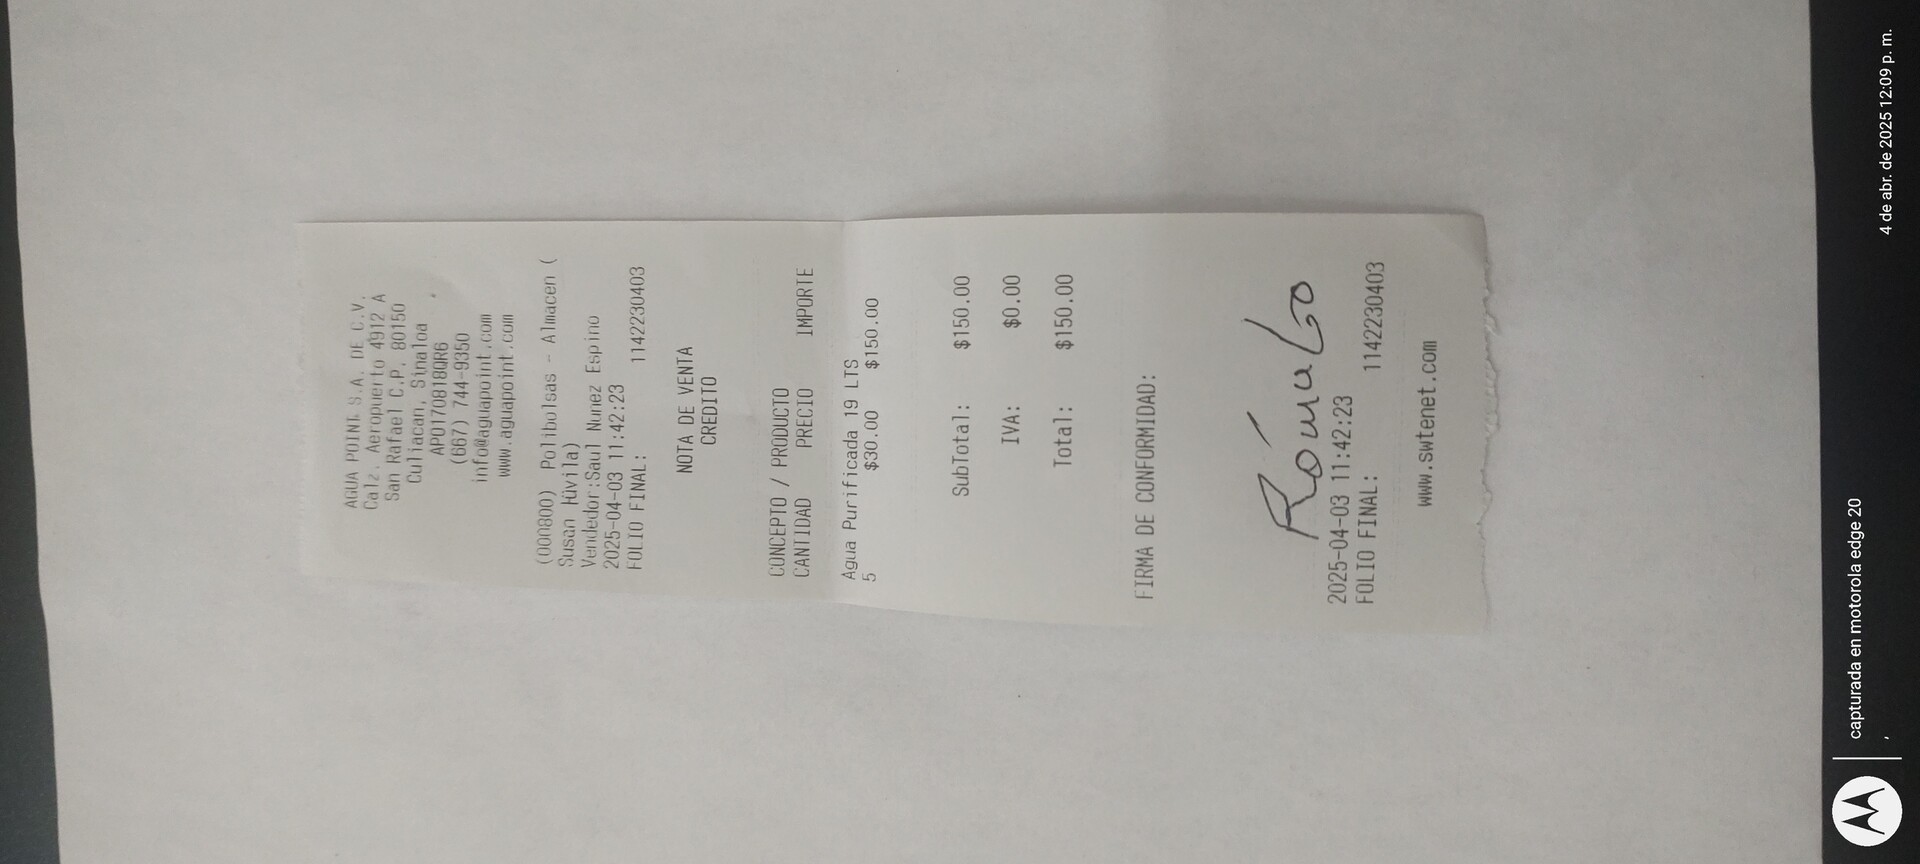 AGUA POINT S.A. DE C.V.
Calz. Aeropuerto 4912 A
San Rafael C.P. 80150
Culiacan, Sinaloa
APO1708180R6
(667) 744-9350
info@aguapoint.com
www.aguapoint.com
(000800) Polibolsas - Almacen (
Susan Hüvila)
Vendedor:Saul Nunez Espino
2025-04-03 11:42:23
FOLIO FINAL: 1142230403
NOTA DE VENTA
CREDITO
CONCEPTO / PRODUCTO
CANTIDAD PRECIO IMPORTE
Agua Purificada 19 LTS
5 $30.00 $150.00
SubTotal: $150.00
IVA: $0.00
Total: $150.00
FIRMA DE CONFORMIDAD:
Rómulo
2025-04-03 11:42:23
FOLIO FINAL: 1142230403
www.swtenet.com
capturada en motorola edge 20
,
4 de abr. de 2025 12:09 p. m.